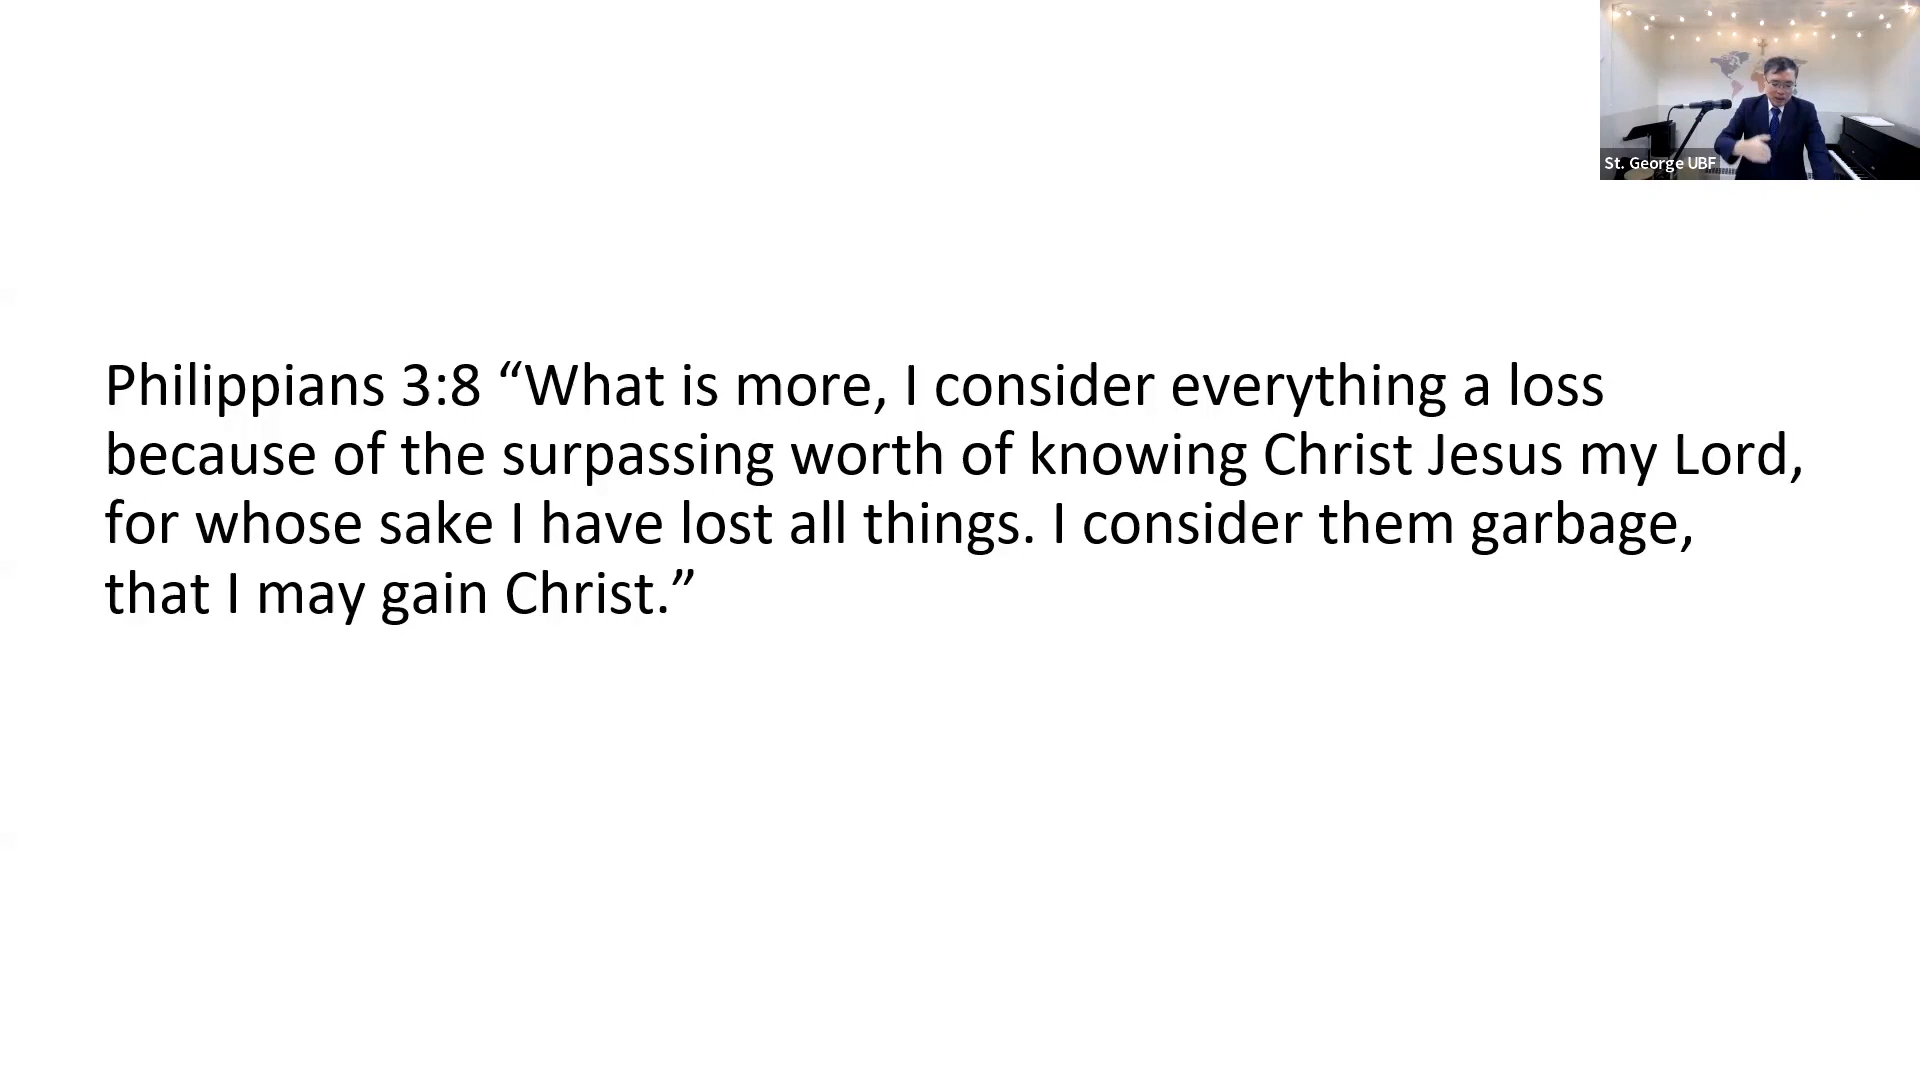 St. George UBF
Philippians 3:8 “What is more, I consider everything a loss
because of the surpassing worth of knowing Christ Jesus my Lord,
for whose sake I have lost all things. I consider them garbage,
that I may gain Christ.”